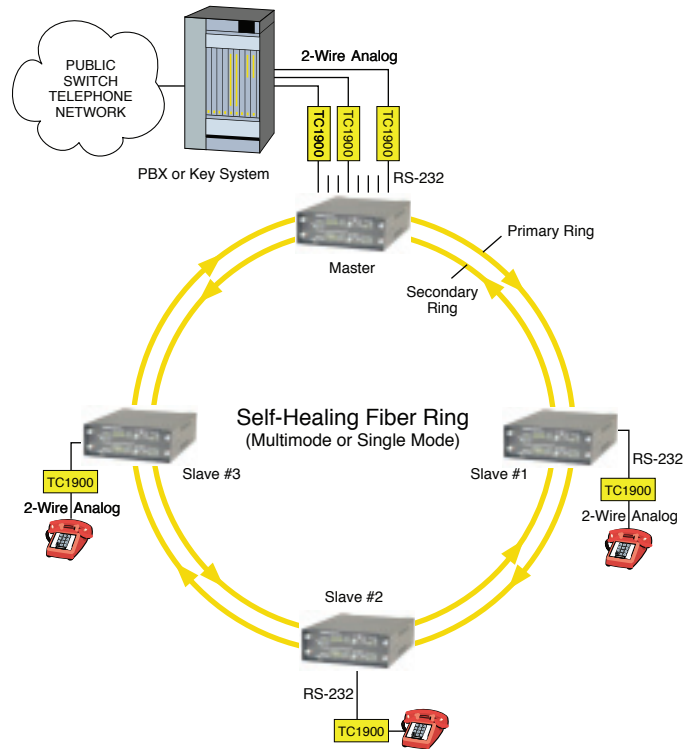 PUBLIC
SWITCH
TELEPHONE
NETWORK
2-Wire Analog
TC1900
TC1900
TC1900
PBX or Key System
RS-232
Master
Primary Ring
Secondary
Ring
Self-Healing Fiber Ring
(Multimode or Single Mode)
Slave #3
TC1900
2-Wire Analog
Slave #1
RS-232
TC1900
2-Wire Analog
Slave #2
RS-232
TC1900